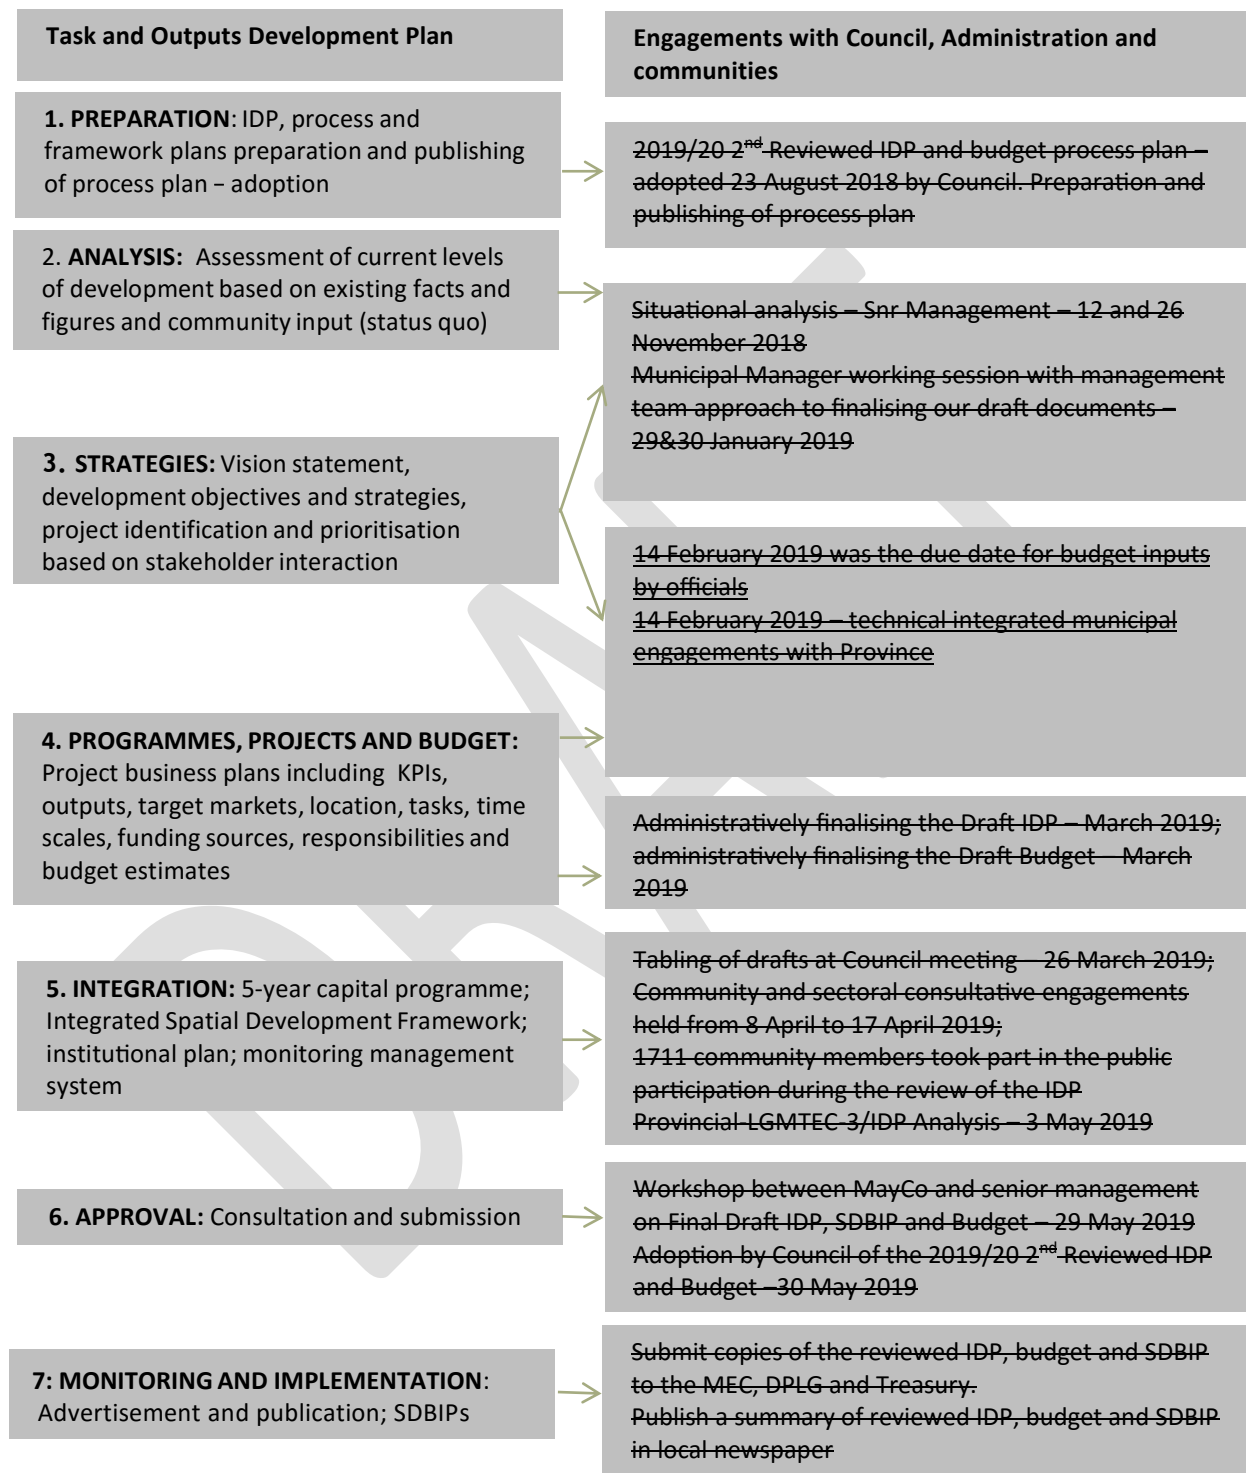 Task and Outputs Development Plan
Engagements with Council, Administration and
communities
1. PREPARATION: IDP, process and
framework plans preparation and publishing
of process plan – adoption
2019/20 2nd Reviewed IDP and budget process plan –
adopted 23 August 2018 by Council. Preparation and
publishing of process plan
2. ANALYSIS: Assessment of current levels
of development based on existing facts and
figures and community input (status quo)
Situational analysis – Snr Management – 12 and 26
November 2018
Municipal Manager working session with management
team approach to finalising our draft documents –
29&30 January 2019
3. STRATEGIES: Vision statement,
development objectives and strategies,
project identification and prioritisation
based on stakeholder interaction
14 February 2019 was the due date for budget inputs
by officials
14 February 2019 – technical integrated municipal
engagements with Province
4. PROGRAMMES, PROJECTS AND BUDGET:
Project business plans including KPIs,
outputs, target markets, location, tasks, time
scales, funding sources, responsibilities and
budget estimates
Administratively finalising the Draft IDP – March 2019;
administratively finalising the Draft Budget – March
2019
5. INTEGRATION: 5-year capital programme;
Integrated Spatial Development Framework;
institutional plan; monitoring management
system
Tabling of drafts at Council meeting – 26 March 2019;
Community and sectoral consultative engagements
held from 8 April to 17 April 2019;
1711 community members took part in the public
participation during the review of the IDP
Provincial-LGMTEC-3/IDP Analysis – 3 May 2019
6. APPROVAL: Consultation and submission
Workshop between MayCo and senior management
on Final Draft IDP, SDBIP and Budget – 29 May 2019
Adoption by Council of the 2019/20 2nd Reviewed IDP
and Budget –30 May 2019
7: MONITORING AND IMPLEMENTATION:
Advertisement and publication; SDBIPs
Submit copies of the reviewed IDP, budget and SDBIP
to the MEC, DPLG and Treasury.
Publish a summary of reviewed IDP, budget and SDBIP
in local newspaper
DRAFT